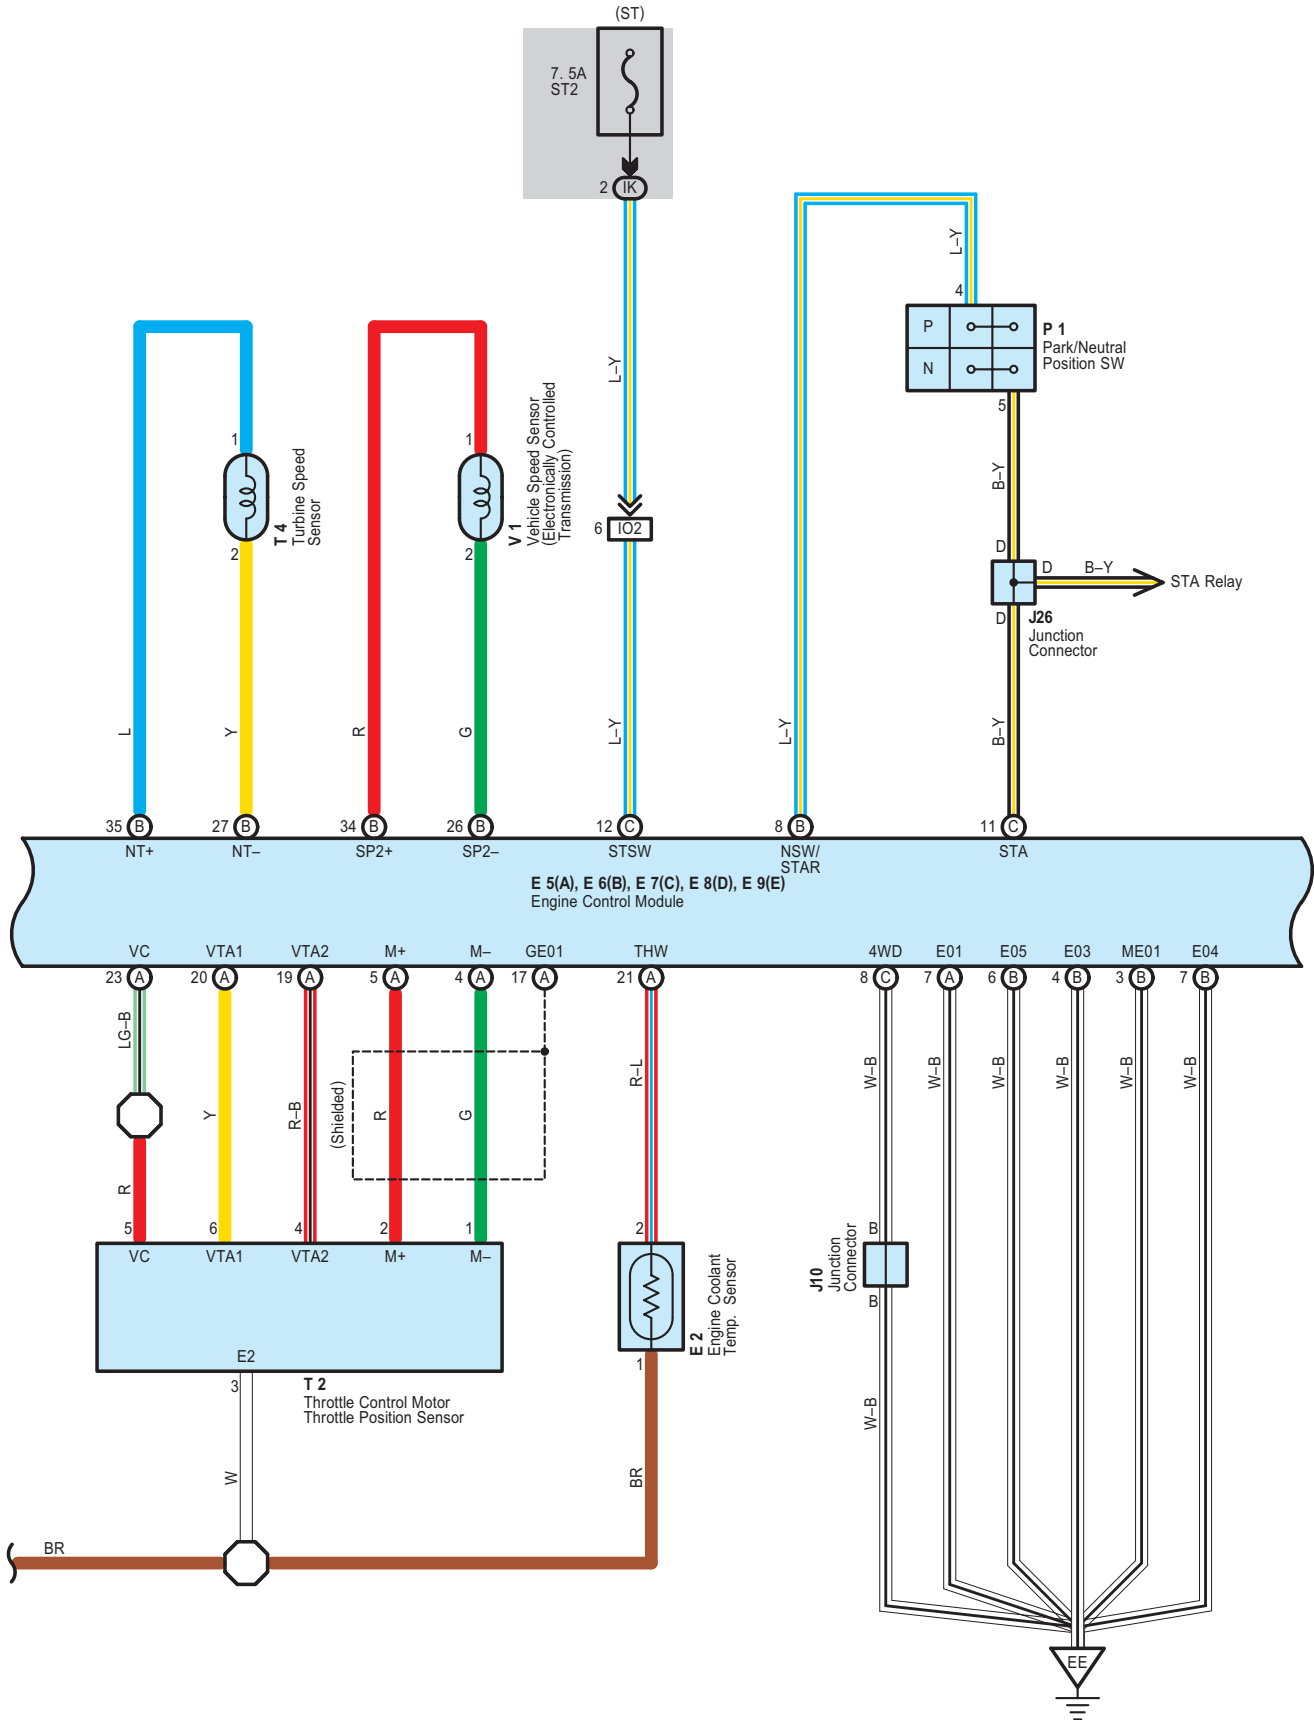 (ST)
7. 5A
ST2
2 IK
L–Y
4
P
N
P 1
Park/Neutral
Position SW
5
L–Y
B–Y
1
1
2
2
T 4
Turbine Speed
Sensor
V 1
Vehicle Speed Sensor
(Electronically Controlled
Transmission)
6 IO2
D
D B–Y
STA Relay
D
J26
Junction
Connector
L
Y
R
G
L–Y
L–Y
B–Y
35 B
27 B
34 B
26 B
12 C
8 B
11 C
NT+
NT–
SP2+
SP2–
STSW
NSW/
STAR
STA
E 5(A), E 6(B), E 7(C), E 8(D), E 9(E)
Engine Control Module
VC
VTA1
VTA2
M+
M–
GE01
THW
4WD
E01
E05
E03
ME01
E04
23 A
20 A
19 A
5 A
4 A
17 A
21 A
8 C
7 A
6 B
4 B
3 B
7 B
LG–B
Y
R–B
(Shielded)
R
G
R–L
W–B
W–B
W–B
W–B
W–B
W–B
R
5
6
4
2
1
2
B
VC
VTA1
VTA2
M+
M–
J10
Junction
Connector
B
E 2
Engine Coolant
Temp. Sensor
1
E2
3
T 2
Throttle Control Motor
Throttle Position Sensor
W–B
W
BR
BR
EE